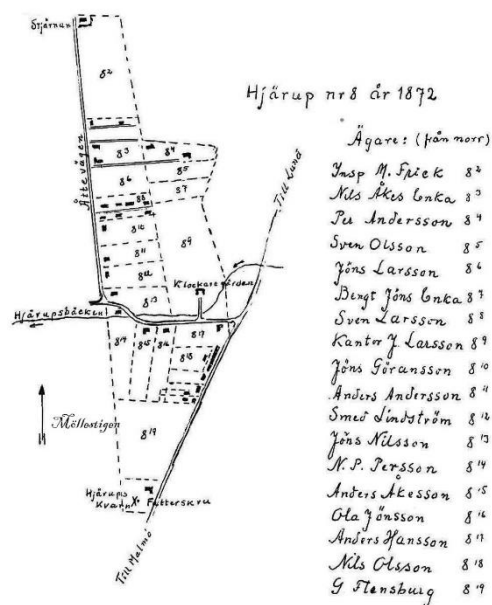 Stjärnan
Hjärup nr 8 år 1872
Ägare: (från norr)
Insp M. Frick 8²
Nils Åkes Enka 8³
Per Andersson 8⁴
Sven Olsson 8⁵
Jöns Larsson 8⁶
Bengt Jöns Enka 8⁷
Sven Larsson 8⁸
Kantor J. Larsson 8⁹
Jöns Göransson 8¹⁰
Anders Andersson 8¹¹
Smed Lindström 8¹²
Jöns Nilsson 8¹³
N. P. Persson 8¹⁴
Anders Åkesson 8¹⁵
Ola Jönsson 8¹⁶
Anders Hansson 8¹⁷
Nils Olsson 8¹⁸
G Flensburg 8¹⁹
8²
Åttevägen
8³
8⁴
8⁵
8⁶
8⁷
8⁸
8⁹
8¹⁰
8¹¹
8¹²
8¹³
Till Lund
Klockaregården
Hjärupsbäcken
8¹⁴
8¹⁵
8¹⁶
8¹⁷
8¹⁸
Möllostigon
8¹⁹
Hjärups
Kvarn
Futterskru
Till Malmö